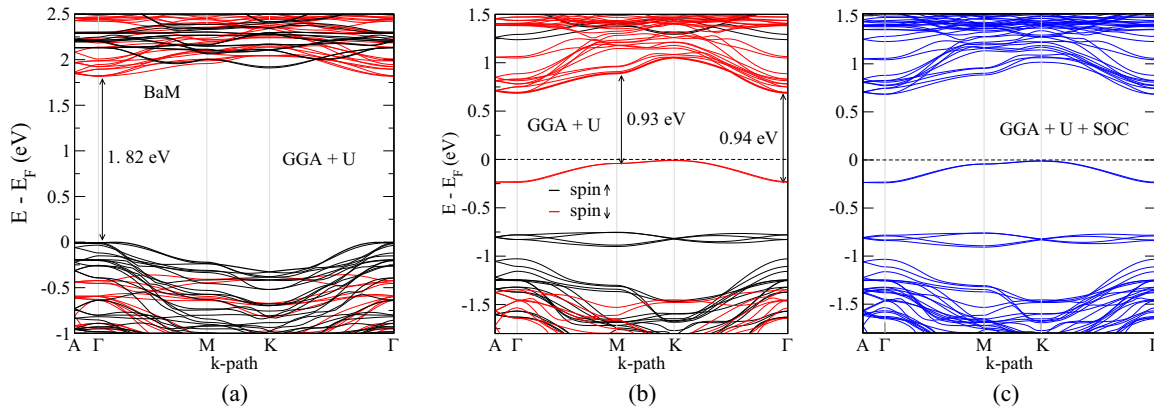 2.5
2
1.5
1
0.5
0
-0.5
-1
E - E_F (eV)
BaM
1. 82 eV
GGA + U
A Γ M K Γ
k-path
(a)
1.5
1
0.5
0
-0.5
-1
-1.5
E - E_F (eV)
GGA + U
0.93 eV
0.94 eV
spin↑
spin↓
A Γ M K Γ
k-path
(b)
1.5
1
0.5
0
-0.5
-1
-1.5
GGA + U + SOC
A Γ M K Γ
k-path
(c)